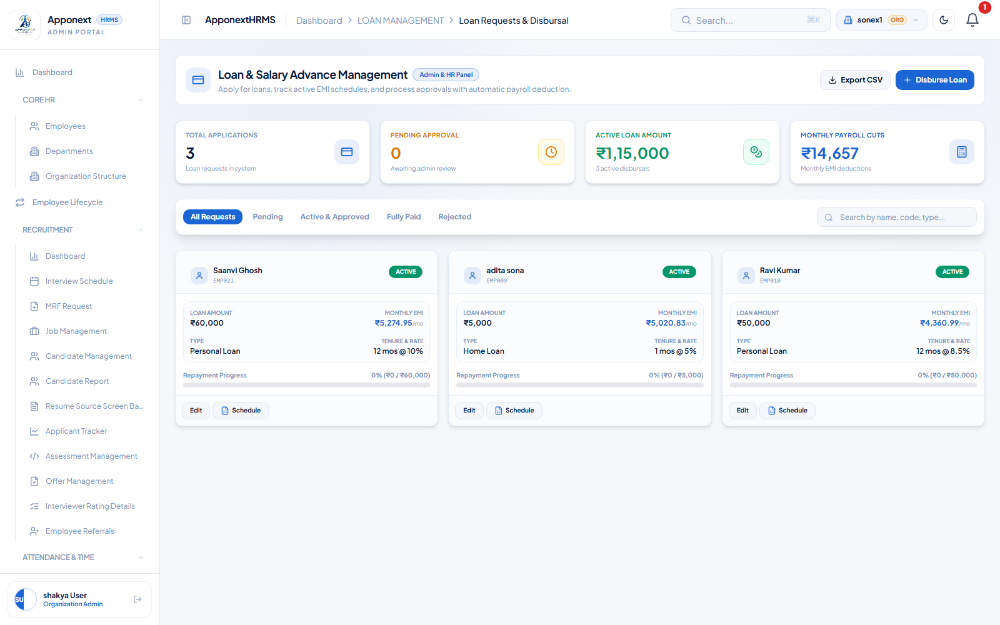 Apponext HRMS
ADMIN PORTAL
Dashboard
CORE HR
Employees
Departments
Organization Structure
Employee Lifecycle
RECRUITMENT
Dashboard
Interview Schedule
MRF Request
Job Management
Candidate Management
Candidate Report
Resume Source Screen Ba...
Applicant Tracker
Assessment Management
Offer Management
Interviewer Rating Details
Employee Referrals
ATTENDANCE & TIME
SU
shakya User
Organization Admin
ApponextHRMS
Dashboard > LOAN MANAGEMENT > Loan Requests & Disbursal
Search... ⌘K
sonex1 ORG
1
Loan & Salary Advance Management Admin & HR Panel
Apply for loans, track active EMI schedules, and process approvals with automatic payroll deduction.
Export CSV
+ Disburse Loan
TOTAL APPLICATIONS
3
Loan requests in system
PENDING APPROVAL
0
Awaiting admin review
ACTIVE LOAN AMOUNT
₹1,15,000
3 active disbursals
MONTHLY PAYROLL CUTS
₹14,657
Monthly EMI deductions
All Requests Pending Active & Approved Fully Paid Rejected
Search by name, code, type...
Saanvi Ghosh
EMP021
ACTIVE
LOAN AMOUNT MONTHLY EMI
₹60,000 ₹5,274.95/mo
TYPE TENURE & RATE
Personal Loan 12 mos @ 10%
Repayment Progress 0% (₹0 / ₹60,000)
Edit Schedule
adita sona
EMP009
ACTIVE
LOAN AMOUNT MONTHLY EMI
₹5,000 ₹5,020.83/mo
TYPE TENURE & RATE
Home Loan 1 mos @ 5%
Repayment Progress 0% (₹0 / ₹5,000)
Edit Schedule
Ravi Kumar
EMP010
ACTIVE
LOAN AMOUNT MONTHLY EMI
₹50,000 ₹4,360.99/mo
TYPE TENURE & RATE
Personal Loan 12 mos @ 8.5%
Repayment Progress 0% (₹0 / ₹50,000)
Edit Schedule